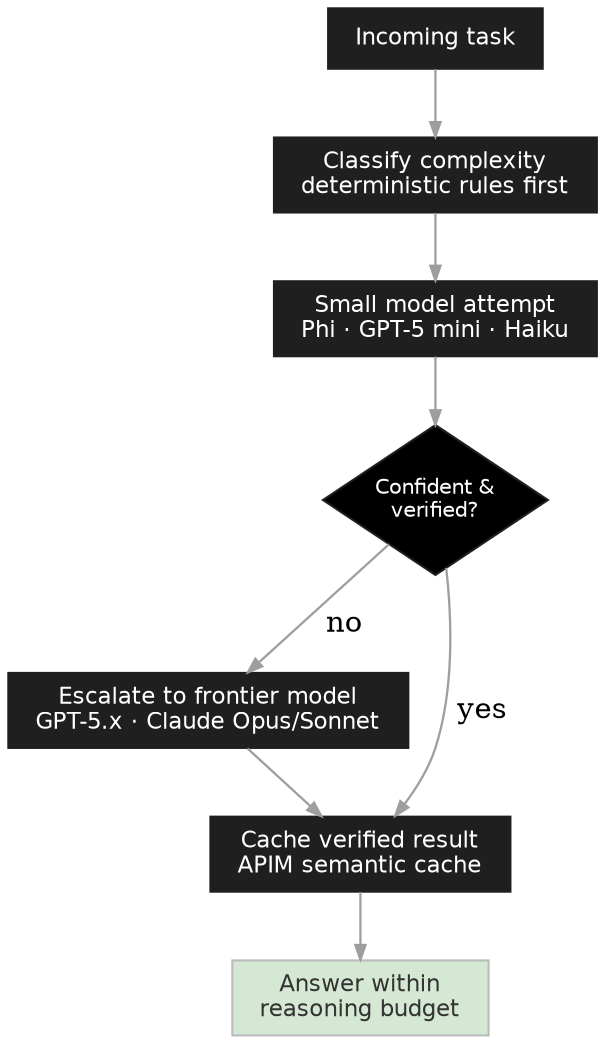 Incoming task
Classify complexity
deterministic rules first
Small model attempt
Phi · GPT-5 mini · Haiku
Confident &
verified?
no
Escalate to frontier model
GPT-5.x · Claude Opus/Sonnet
yes
Cache verified result
APIM semantic cache
Answer within
reasoning budget